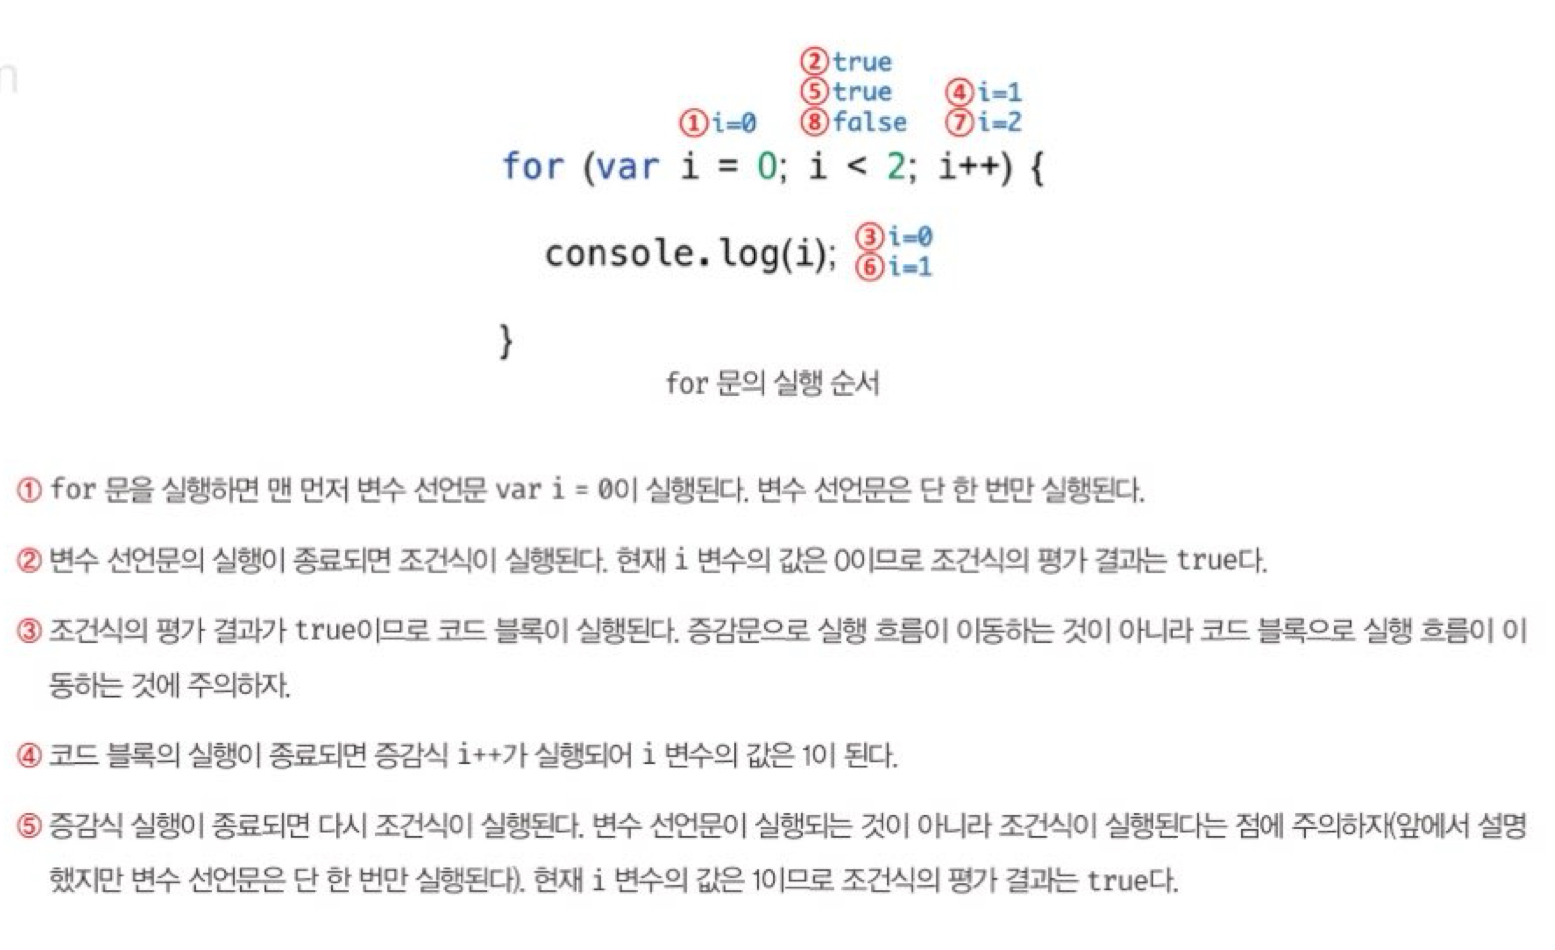 ②true
⑤true ④i=1
①i=0 ⑧false ⑦i=2
for (var i = 0; i < 2; i++) {
③i=0
console.log(i);
⑥i=1
}
for 문의 실행 순서
① for 문을 실행하면 맨 먼저 변수 선언문 var i = 0이 실행된다. 변수 선언문은 단 한 번만 실행된다.
② 변수 선언문의 실행이 종료되면 조건식이 실행된다. 현재 i 변수의 값은 0이므로 조건식의 평가 결과는 true다.
③ 조건식의 평가 결과가 true이므로 코드 블록이 실행된다. 증감문으로 실행 흐름이 이동하는 것이 아니라 코드 블록으로 실행 흐름이 이
동하는 것에 주의하자.
④ 코드 블록의 실행이 종료되면 증감식 i++가 실행되어 i 변수의 값은 1이 된다.
⑤ 증감식 실행이 종료되면 다시 조건식이 실행된다. 변수 선언문이 실행되는 것이 아니라 조건식이 실행된다는 점에 주의하자(앞에서 설명
했지만 변수 선언문은 단 한 번만 실행된다). 현재 i 변수의 값은 1이므로 조건식의 평가 결과는 true다.